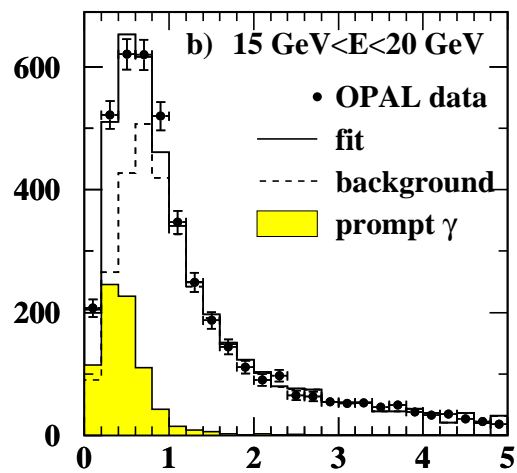 b) 15 GeV<E<20 GeV
600
OPAL data
fit
400
background
prompt γ
200
0
0 1 2 3 4 5